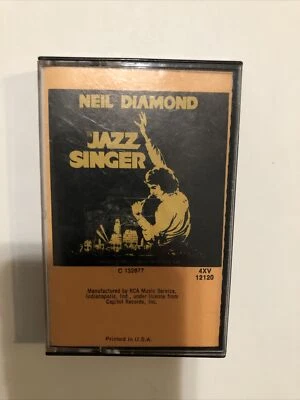 NEIL DIAMOND
THE
JAZZ
SINGER
C 132877
4XV
12120
Manufactured by RCA Music Service,
Indianapolis, Ind., under license from
Capitol Records, Inc.
Printed in U.S.A.